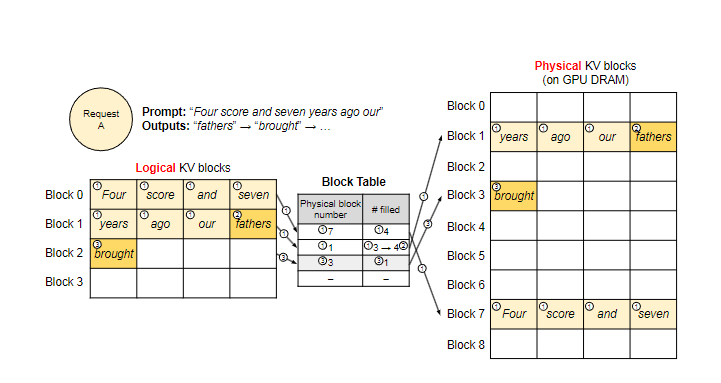 Physical KV blocks
(on GPU DRAM)
Request
A
Prompt: “Four score and seven years ago our”
Outputs: “fathers” → “brought” → …
Logical KV blocks
Block 0
① Four
① score
① and
① seven
Block 1
① years
① ago
① our
② fathers
Block 2
③ brought
Block 3
Block Table
Physical block
number
# filled
①7
①4
①1
①3 → 4②
③3
③1
–
–
①
①
③
①
③
①
Block 0
Block 1
① years
① ago
① our
② fathers
Block 2
Block 3
③ brought
Block 4
Block 5
Block 6
Block 7
① Four
① score
① and
① seven
Block 8